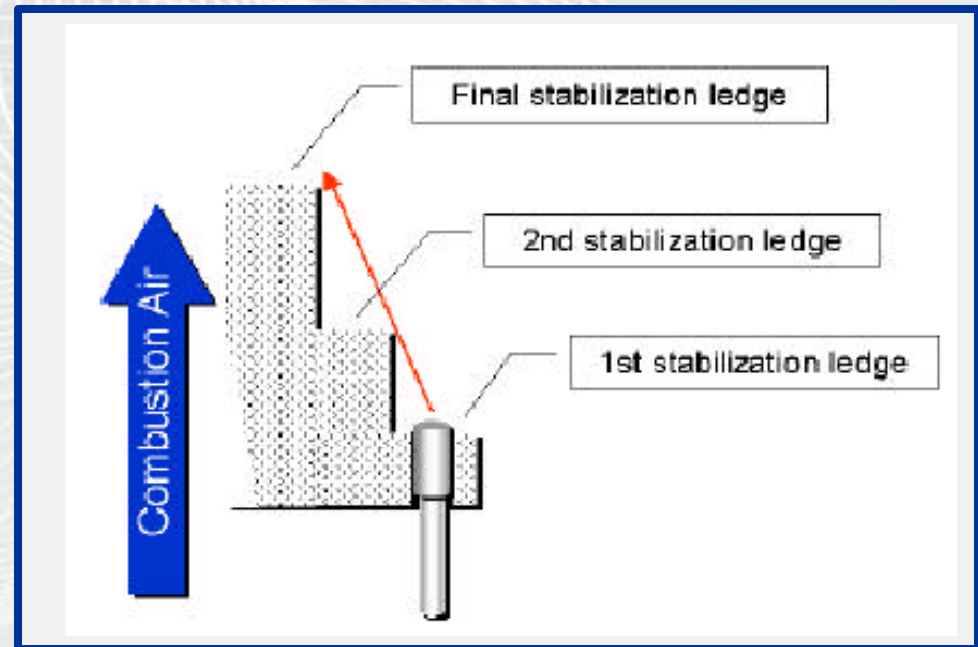 Final stabilization ledge
2nd stabilization ledge
1st stabilization ledge
Combustion Air